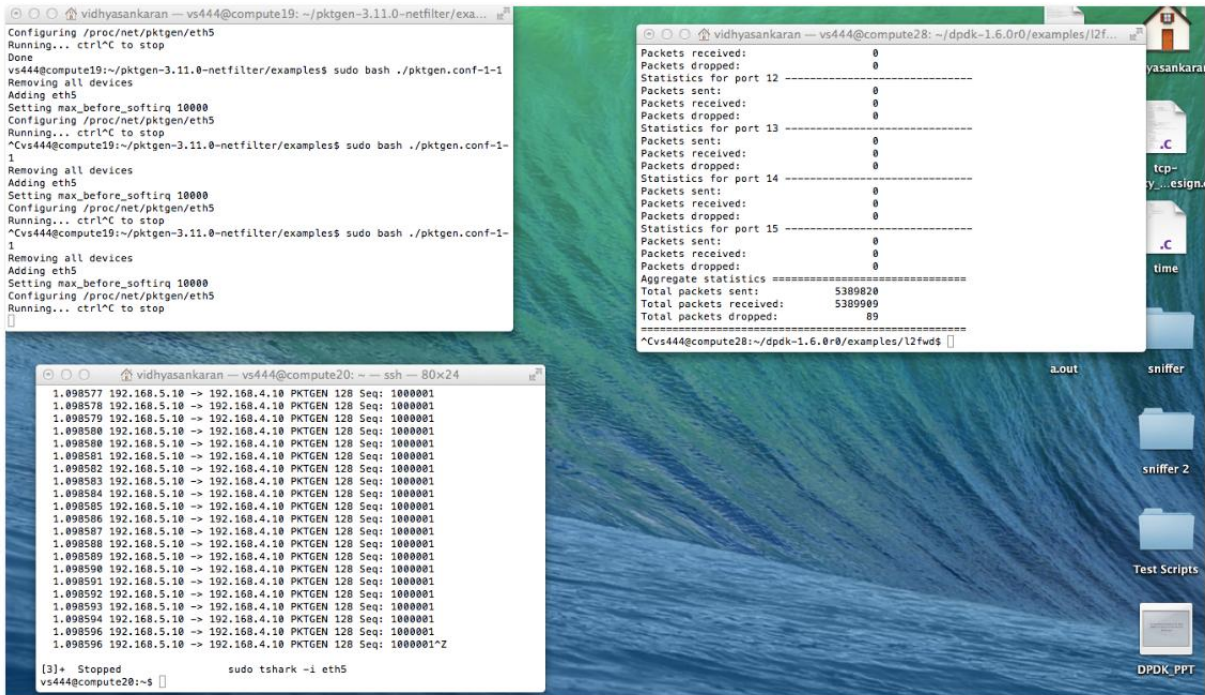 vidhyasankaran — vs444@compute19: ~/pktgen-3.11.0-netfilter/exa...
Configuring /proc/net/pktgen/eth5
Running... ctrl^C to stop
Done
vs444@compute19:~/pktgen-3.11.0-netfilter/examples$ sudo bash ./pktgen.conf-1-1
Removing all devices
Adding eth5
Setting max_before_softirq 10000
Configuring /proc/net/pktgen/eth5
Running... ctrl^C to stop
^Cvs444@compute19:~/pktgen-3.11.0-netfilter/examples$ sudo bash ./pktgen.conf-1-
1
Removing all devices
Adding eth5
Setting max_before_softirq 10000
Configuring /proc/net/pktgen/eth5
Running... ctrl^C to stop
^Cvs444@compute19:~/pktgen-3.11.0-netfilter/examples$ sudo bash ./pktgen.conf-1-
1
Removing all devices
Adding eth5
Setting max_before_softirq 10000
Configuring /proc/net/pktgen/eth5
Running... ctrl^C to stop
vidhyasankaran — vs444@compute28: ~/dpdk-1.6.0r0/examples/l2f...
Packets received: 0
Packets dropped: 0
Statistics for port 12 ------------------------------
Packets sent: 0
Packets received: 0
Packets dropped: 0
Statistics for port 13 ------------------------------
Packets sent: 0
Packets received: 0
Packets dropped: 0
Statistics for port 14 ------------------------------
Packets sent: 0
Packets received: 0
Packets dropped: 0
Statistics for port 15 ------------------------------
Packets sent: 0
Packets received: 0
Packets dropped: 0
Aggregate statistics ===============================
Total packets sent: 5389820
Total packets received: 5389909
Total packets dropped: 89
====================================================
^Cvs444@compute28:~/dpdk-1.6.0r0/examples/l2fwd$
vidhyasankaran — vs444@compute20: ~ — ssh — 80×24
1.098577 192.168.5.10 -> 192.168.4.10 PKTGEN 128 Seq: 1000001
1.098578 192.168.5.10 -> 192.168.4.10 PKTGEN 128 Seq: 1000001
1.098579 192.168.5.10 -> 192.168.4.10 PKTGEN 128 Seq: 1000001
1.098580 192.168.5.10 -> 192.168.4.10 PKTGEN 128 Seq: 1000001
1.098580 192.168.5.10 -> 192.168.4.10 PKTGEN 128 Seq: 1000001
1.098581 192.168.5.10 -> 192.168.4.10 PKTGEN 128 Seq: 1000001
1.098582 192.168.5.10 -> 192.168.4.10 PKTGEN 128 Seq: 1000001
1.098583 192.168.5.10 -> 192.168.4.10 PKTGEN 128 Seq: 1000001
1.098584 192.168.5.10 -> 192.168.4.10 PKTGEN 128 Seq: 1000001
1.098585 192.168.5.10 -> 192.168.4.10 PKTGEN 128 Seq: 1000001
1.098586 192.168.5.10 -> 192.168.4.10 PKTGEN 128 Seq: 1000001
1.098587 192.168.5.10 -> 192.168.4.10 PKTGEN 128 Seq: 1000001
1.098588 192.168.5.10 -> 192.168.4.10 PKTGEN 128 Seq: 1000001
1.098589 192.168.5.10 -> 192.168.4.10 PKTGEN 128 Seq: 1000001
1.098590 192.168.5.10 -> 192.168.4.10 PKTGEN 128 Seq: 1000001
1.098591 192.168.5.10 -> 192.168.4.10 PKTGEN 128 Seq: 1000001
1.098592 192.168.5.10 -> 192.168.4.10 PKTGEN 128 Seq: 1000001
1.098593 192.168.5.10 -> 192.168.4.10 PKTGEN 128 Seq: 1000001
1.098594 192.168.5.10 -> 192.168.4.10 PKTGEN 128 Seq: 1000001
1.098596 192.168.5.10 -> 192.168.4.10 PKTGEN 128 Seq: 1000001
1.098596 192.168.5.10 -> 192.168.4.10 PKTGEN 128 Seq: 1000001^Z
[3]+ Stopped sudo tshark -i eth5
vs444@compute20:~$
yasankaran
.C
tcp-
cy_...esign.c
.C
time
a.out
sniffer
sniffer 2
Test Scripts
DPDK_PPT